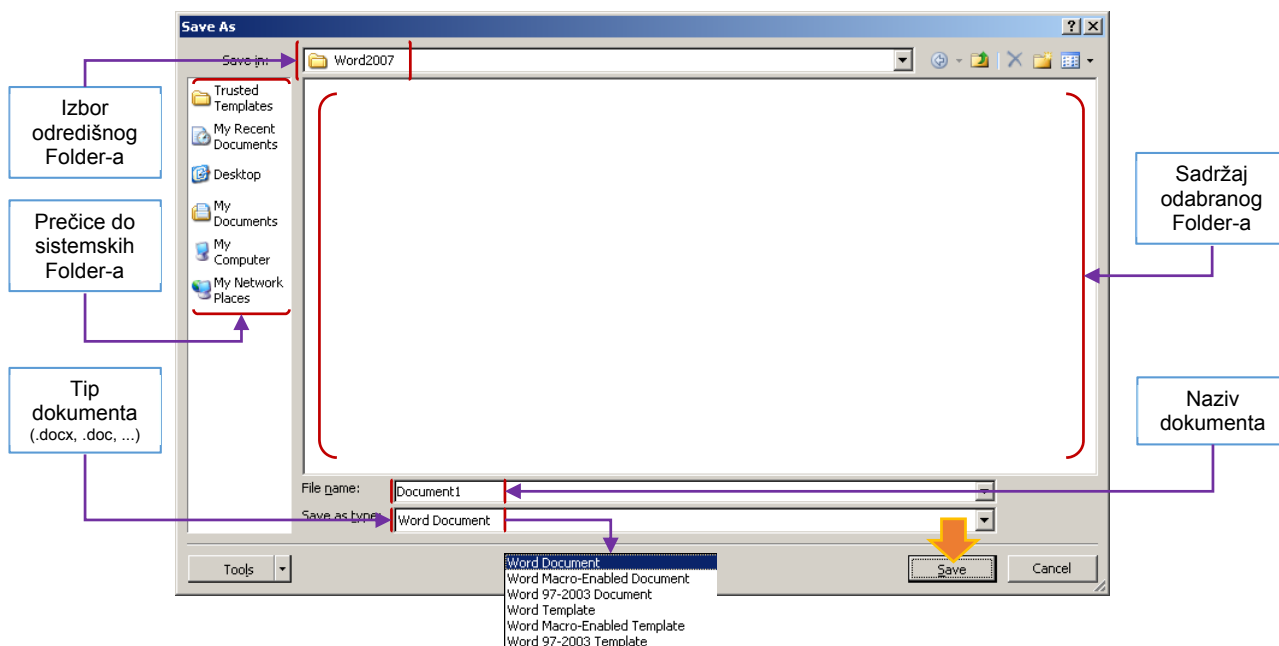 Save As
Save in:
Word2007
Trusted
Templates
My Recent
Documents
Desktop
My
Documents
My
Computer
My Network
Places
Izbor
odredišnog
Folder-a
Prečice do
sistemskih
Folder-a
Tip
dokumenta
(.docx, .doc, ...)
Sadržaj
odabranog
Folder-a
Naziv
dokumenta
File name:
Document1
Save as type:
Word Document
Tools
Save
Cancel
Word Document
Word Macro-Enabled Document
Word 97-2003 Document
Word Template
Word Macro-Enabled Template
Word 97-2003 Template